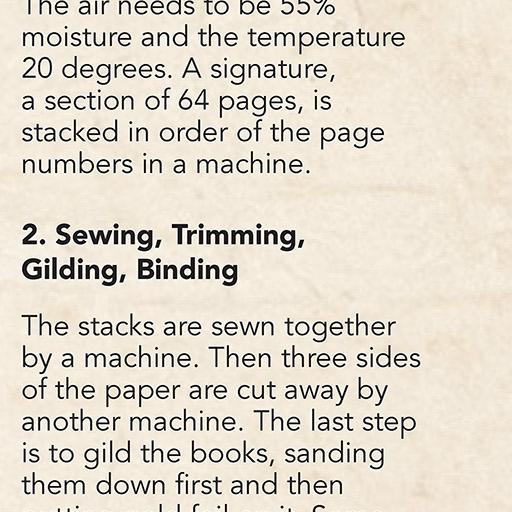 The air needs to be 55%
moisture and the temperature
20 degrees. A signature,
a section of 64 pages, is
stacked in order of the page
numbers in a machine.
2. Sewing, Trimming,
Gilding, Binding
The stacks are sewn together
by a machine. Then three sides
of the paper are cut away by
another machine. The last step
is to gild the books, sanding
them down first and then